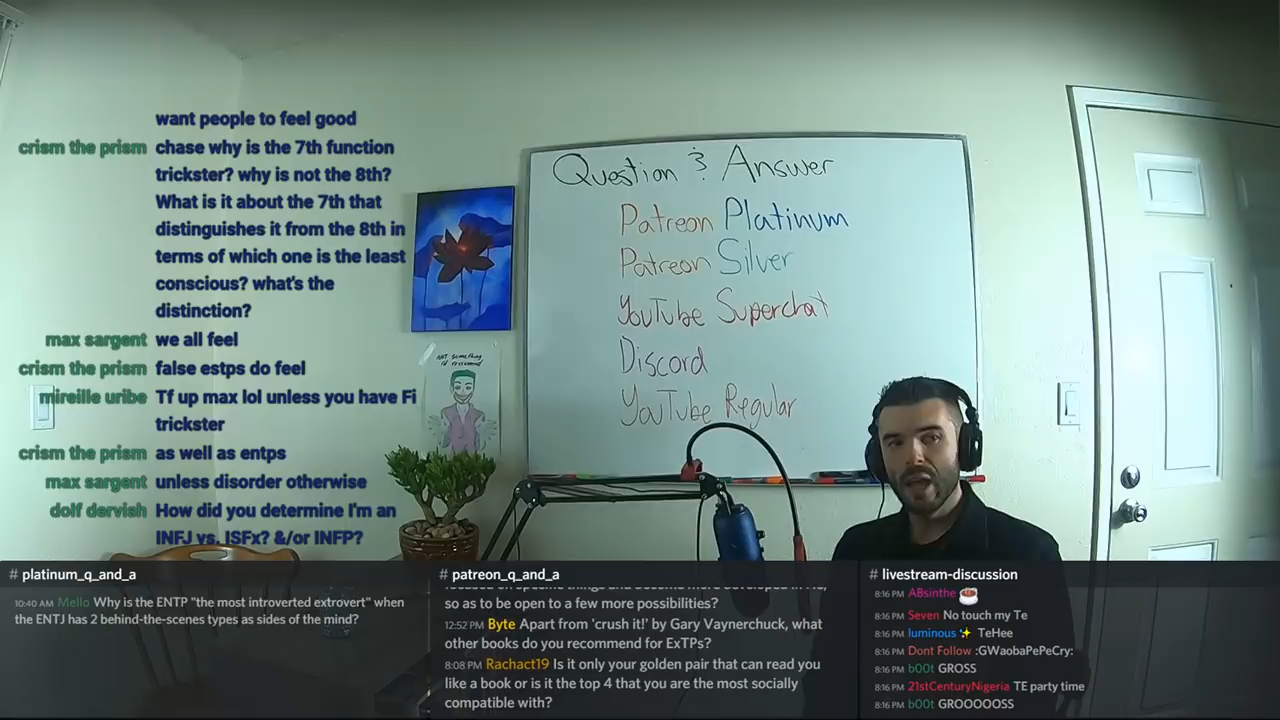 want people to feel good
crism the prism chase why is the 7th function
trickster? why is not the 8th?
What is it about the 7th that
distinguishes it from the 8th in
terms of which one is the least
conscious? what's the
distinction?
max sargent we all feel
crism the prism false estps do feel
mireille uribe Tf up max lol unless you have Fi
trickster
crism the prism as well as entps
max sargent unless disorder otherwise
dolf dervish How did you determine I'm an
INFJ vs. ISFx? &/or INFP?
Question & Answer
Patreon Platinum
Patreon Silver
YouTube Superchat
Discord
YouTube Regular
NOT something
# platinum_q_and_a
10:40 AM Mello Why is the ENTP "the most introverted extrovert" when
the ENTJ has 2 behind-the-scenes types as sides of the mind?
# patreon_q_and_a
so as to be open to a few more possibilities?
12:52 PM Byte Apart from 'crush it!' by Gary Vaynerchuck, what
other books do you recommend for ExTPs?
8:08 PM Rachact19 Is it only your golden pair that can read you
like a book or is it the top 4 that you are the most socially
compatible with?
# livestream-discussion
8:16 PM ABsinthe
8:16 PM Seven No touch my Te
8:16 PM luminous TeHee
8:16 PM Dont Follow :GWaobaPePeCry:
8:16 PM b00t GROSS
8:16 PM 21stCenturyNigeria TE party time
8:16 PM b00t GROOOOOSS